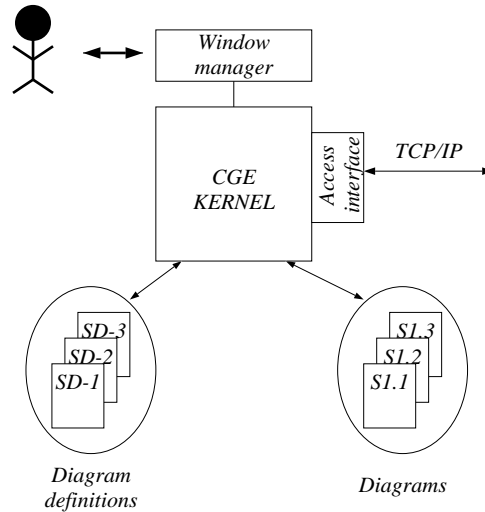 Window
manager
CGE
KERNEL
Access
interface
TCP/IP
SD-3
SD-2
SD-1
S1.3
S1.2
S1.1
Diagram
definitions
Diagrams